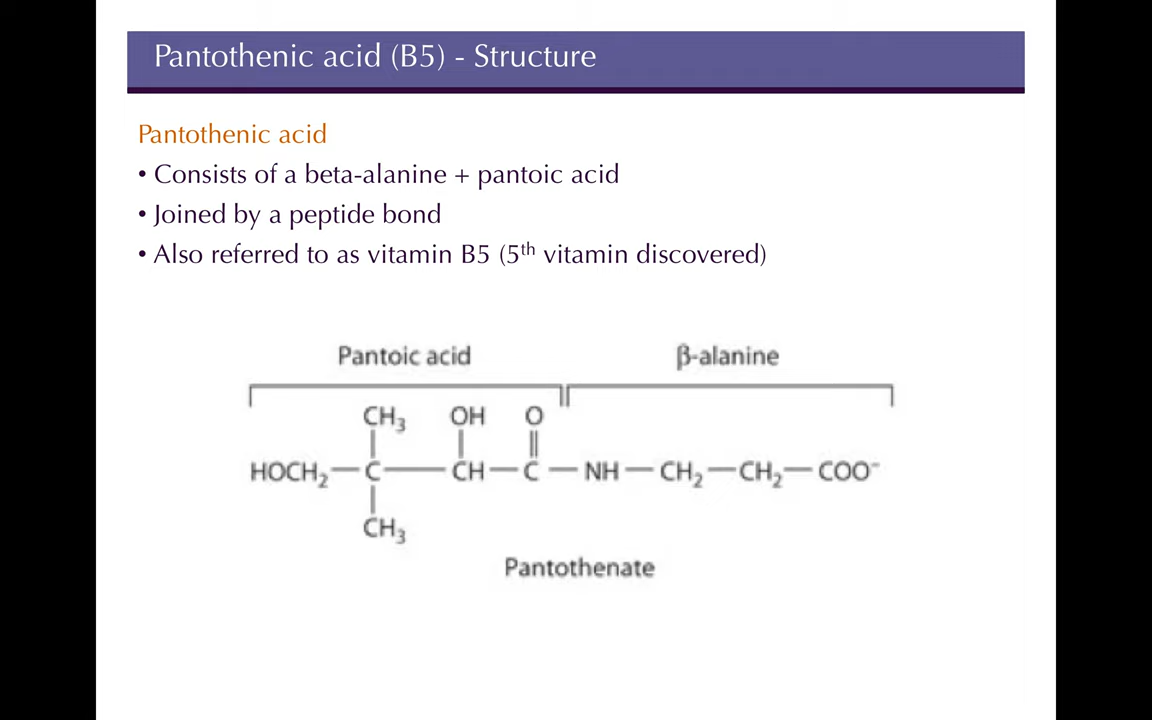 Pantothenic acid (B5) - Structure
Pantothenic acid
• Consists of a beta-alanine + pantoic acid
• Joined by a peptide bond
• Also referred to as vitamin B5 (5th vitamin discovered)
Pantoic acid β-alanine
CH3 OH O
HOCH2—C—CH—C—NH—CH2—CH2—COO⁻
CH3
Pantothenate